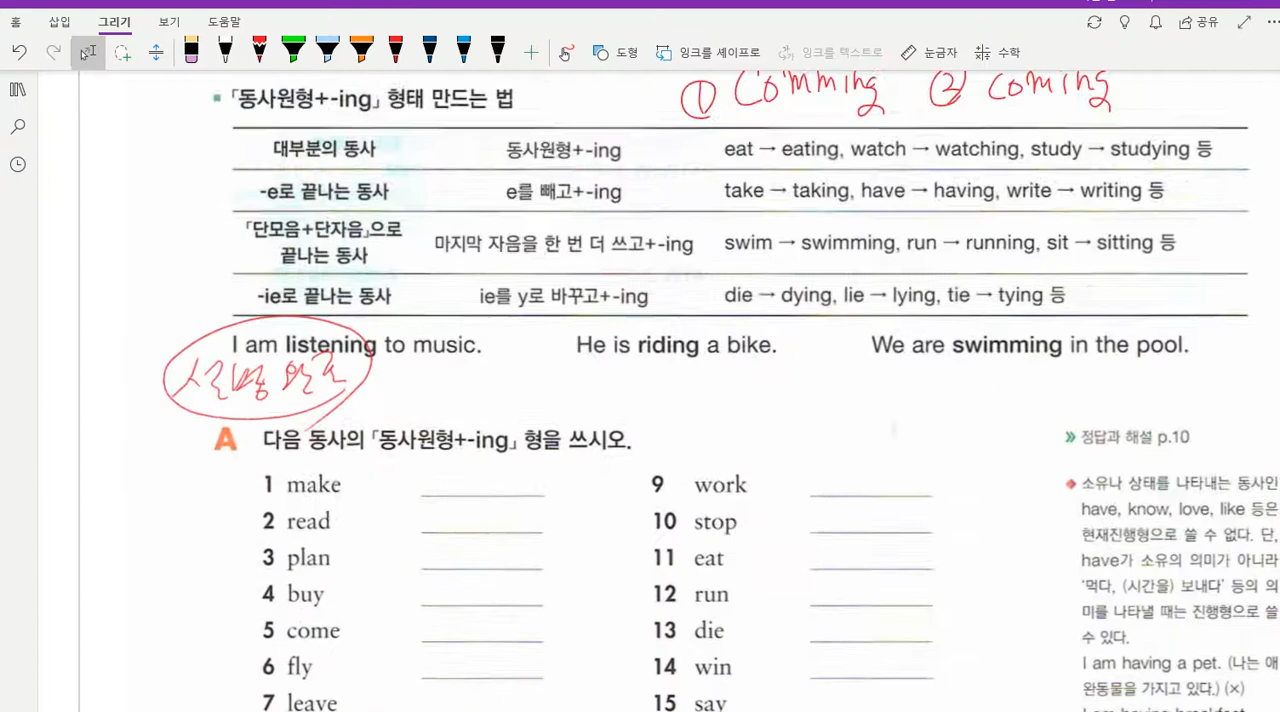 홈 삽입 그리기 보기 도움말 공유
도형 잉크를 셰이프로 잉크를 텍스트로 눈금자 수학
「동사원형+-ing」 형태 만드는 법 ① Comming ② Coming
대부분의 동사 동사원형+-ing eat → eating, watch → watching, study → studying 등
-e로 끝나는 동사 e를 빼고+-ing take → taking, have → having, write → writing 등
「단모음+단자음」으로
끝나는 동사 마지막 자음을 한 번 더 쓰고+-ing swim → swimming, run → running, sit → sitting 등
-ie로 끝나는 동사 ie를 y로 바꾸고+-ing die → dying, lie → lying, tie → tying 등
I am listening to music. He is riding a bike. We are swimming in the pool.
설명 완료
A 다음 동사의 「동사원형+-ing」 형을 쓰시오.
1 make
2 read
3 plan
4 buy
5 come
6 fly
7 leave
9 work
10 stop
11 eat
12 run
13 die
14 win
15 say
» 정답과 해설 p.10
소유나 상태를 나타내는 동사인
have, know, love, like 등은
현재진행형으로 쓸 수 없다. 단,
have가 소유의 의미가 아니라
'먹다, (시간을) 보내다' 등의 의
미를 나타낼 때는 진행형으로 쓸
수 있다.
I am having a pet. (나는 애
완동물을 가지고 있다.) (×)
I am having breakfast